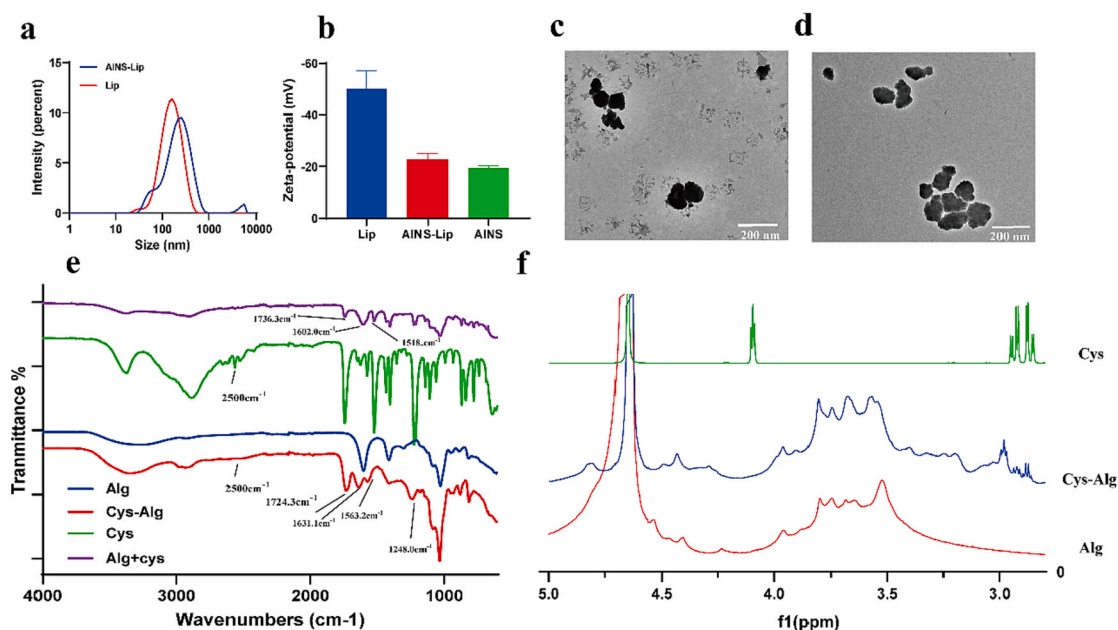 a
AINS-Lip
Lip
Intensity (percent)
15
10
5
0
1
10
100
1000
10000
Size (nm)
b
Zeta-potential (mV)
-60
-40
-20
0
Lip
AINS-Lip
AINS
c
200 nm
d
200 nm
e
Tranmittance %
1736.3cm⁻¹
1602.0cm⁻¹
1518.cm⁻¹
2500cm⁻¹
2500cm⁻¹
1724.3cm⁻¹
1631.1cm⁻¹
1563.2cm⁻¹
1248.0cm⁻¹
Alg
Cys-Alg
Cys
Alg+cys
4000
3000
2000
1000
Wavenumbers (cm-1)
f
Cys
Cys-Alg
Alg
0
5.0
4.5
4.0
3.5
3.0
f1(ppm)